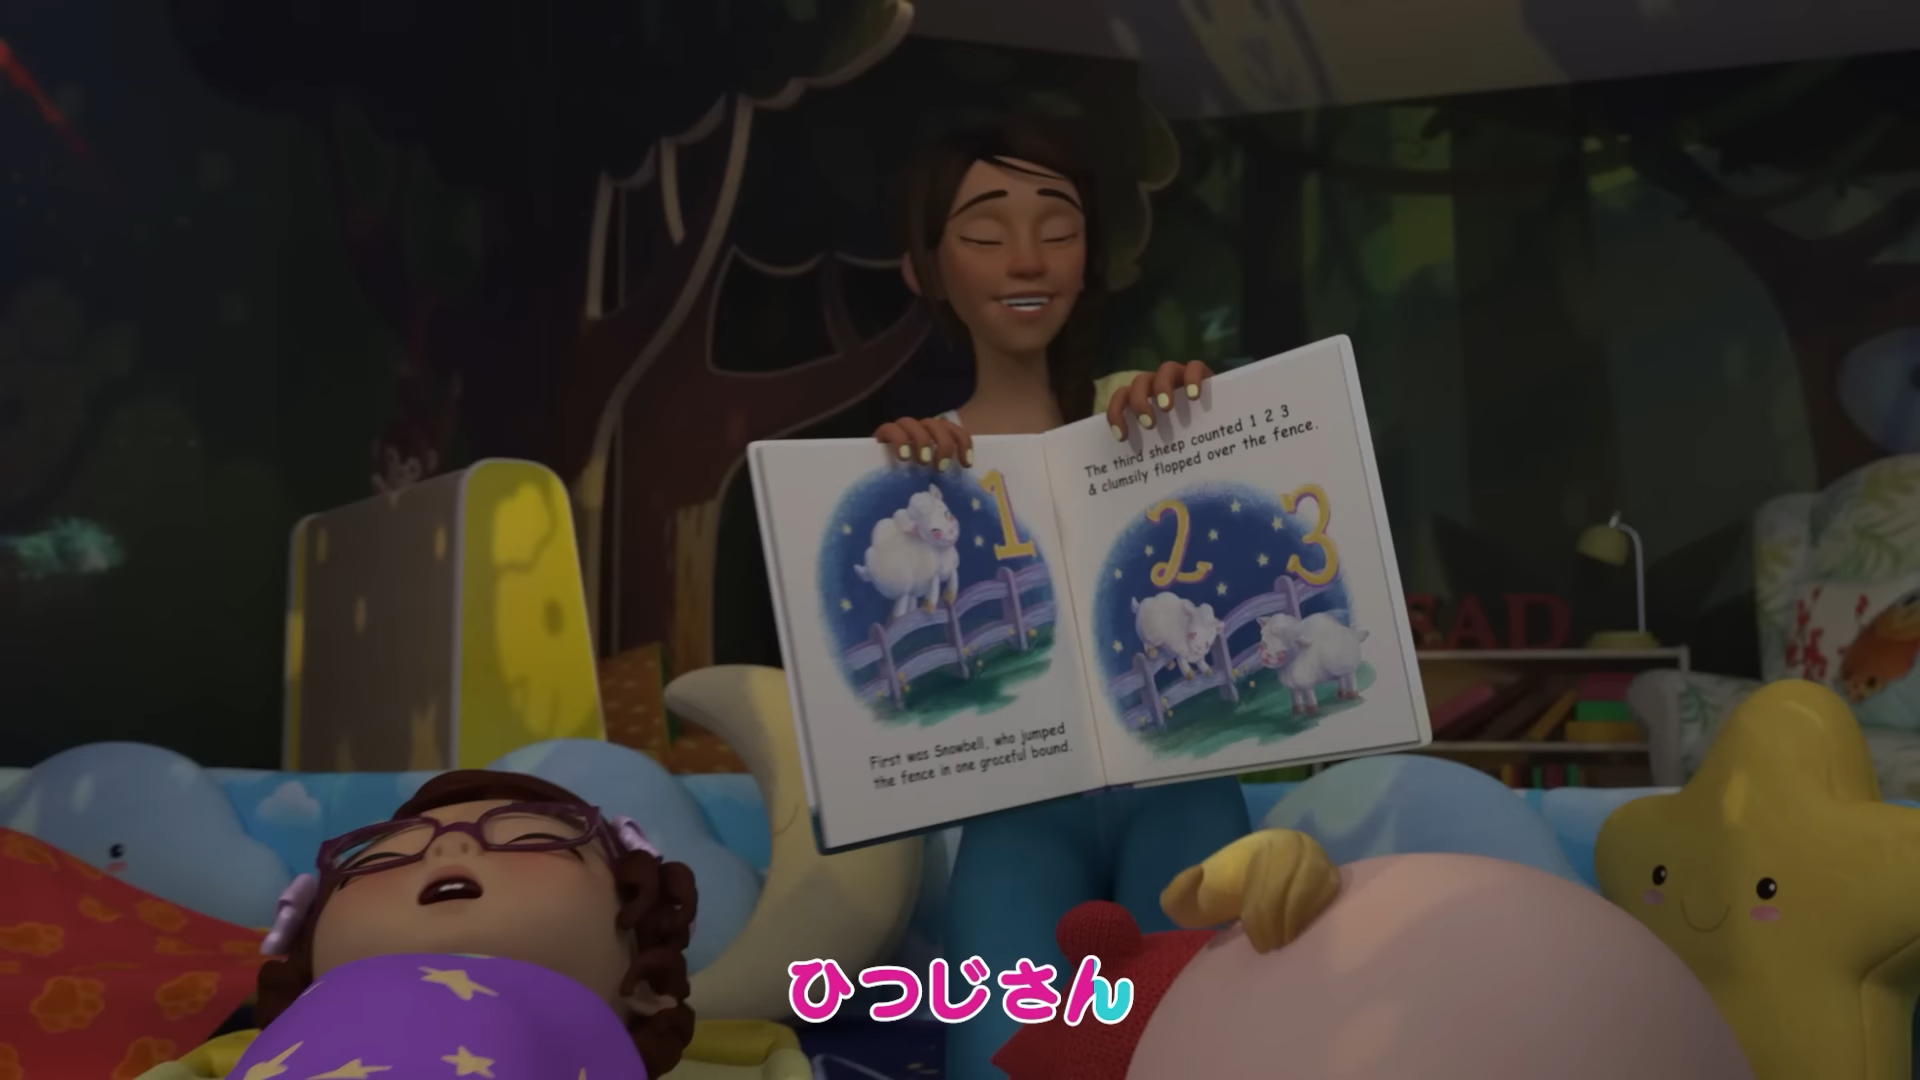 The third sheep counted 1 2 3
& clumsily flopped over the fence.
1
2 3
First was Snowbell, who jumped
the fence in one graceful bound.
EAD
ひつじさん